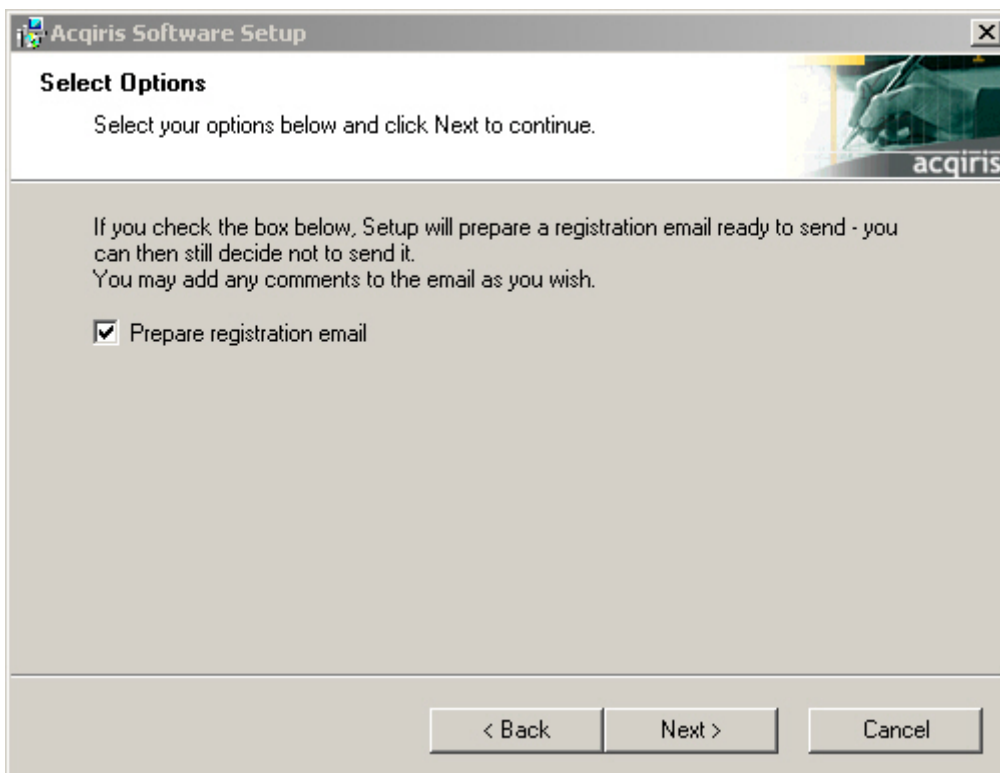 Acqiris Software Setup
Select Options
Select your options below and click Next to continue.
acqiris
If you check the box below, Setup will prepare a registration email ready to send - you
can then still decide not to send it.
You may add any comments to the email as you wish.
Prepare registration email
< Back Next > Cancel